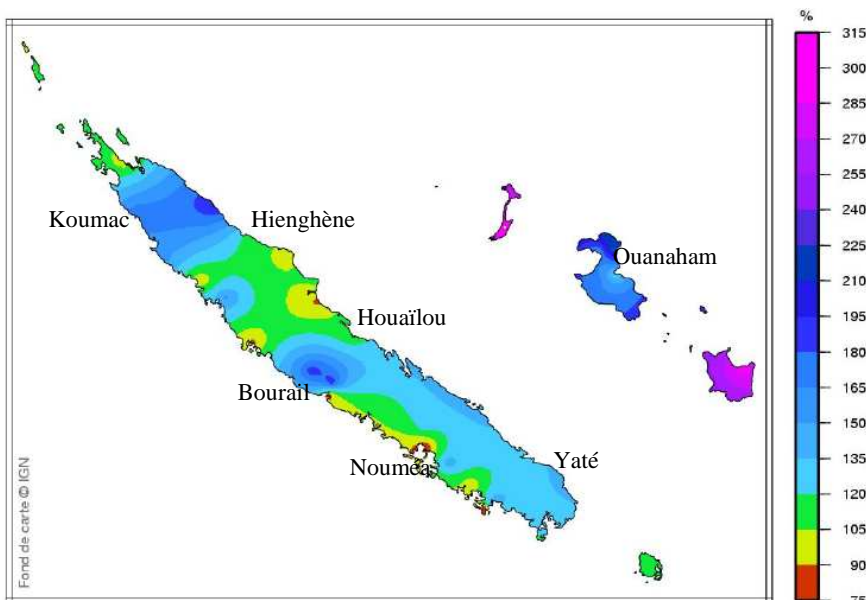 %
315
300
285
270
255
240
225
210
195
180
165
150
135
120
105
90
75
Koumac
Hienghène
Ouanaham
Houaïlou
Bourail
Nouméa
Yaté
Fond de carte © IGN